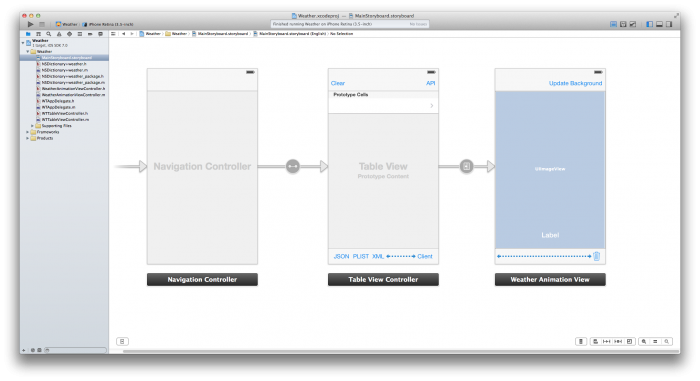 Weather.xcodeproj — MainStoryboard.storyboard
Weather iPhone Retina (3.5-inch)
Finished running Weather on iPhone Retina (3.5-inch)
No Issues
Weather Weather MainStoryboard.storyboard MainStoryboard.storyboard (English) No Selection
Weather
1 target, iOS SDK 7.0
Weather
MainStoryboard.storyboard
NSDictionary+weather.h
NSDictionary+weather.m
NSDictionary+weather_package.h
NSDictionary+weather_package.m
WeatherAnimationViewController.h
WeatherAnimationViewController.m
WTAppDelegate.h
WTAppDelegate.m
WTTableViewController.h
WTTableViewController.m
Supporting Files
Frameworks
Products
Navigation Controller
Navigation Controller
Clear API
Prototype Cells
Table View
Prototype Content
JSON PLIST XML Client
Table View Controller
Update Background
UIImageView
Label
Weather Animation View